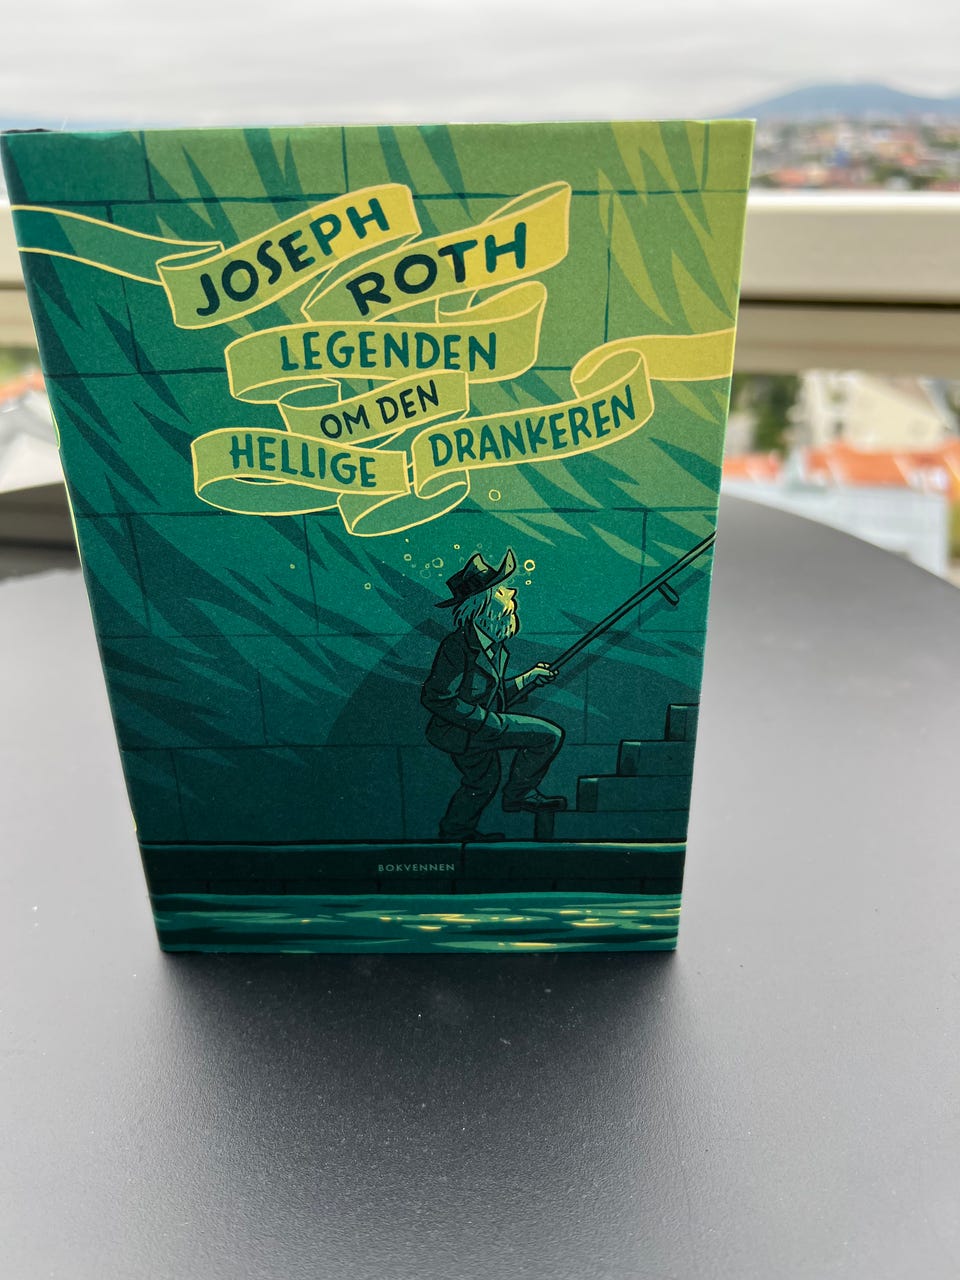 JOSEPH
ROTH
LEGENDEN
OM DEN
HELLIGE DRANKEREN
BOKVENNEN